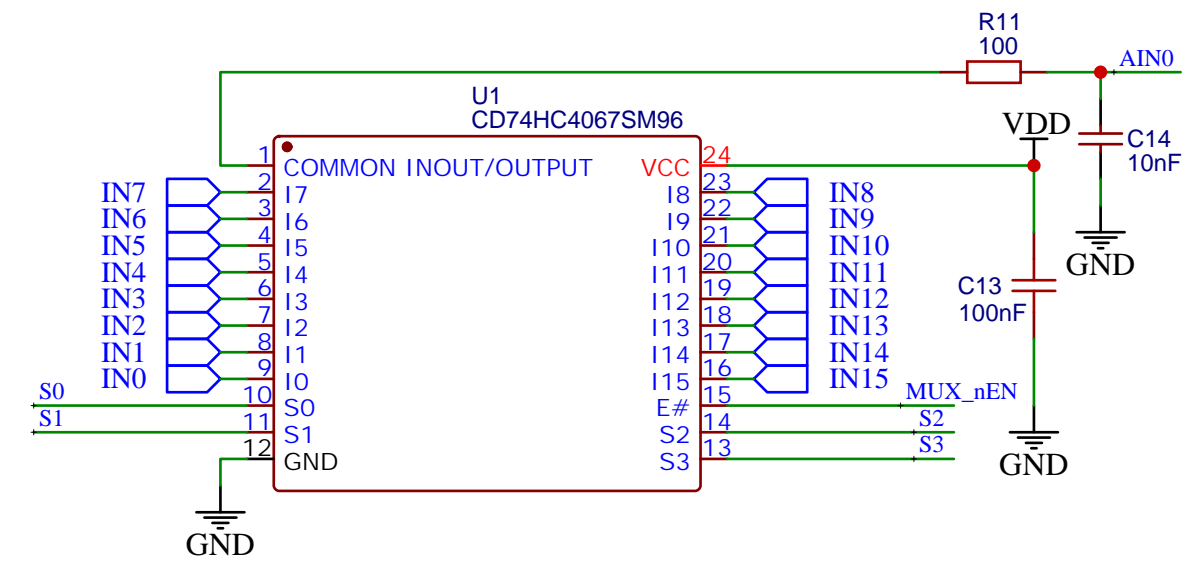 R11
100
AIN0
U1
CD74HC4067SM96
VDD
C14
10nF
GND
1 COMMON INOUT/OUTPUT VCC 24
IN7 2 I7 I8 23 IN8
IN6 3 I6 I9 22 IN9
IN5 4 I5 I10 21 IN10
IN4 5 I4 I11 20 IN11
IN3 6 I3 I12 19 IN12
IN2 7 I2 I13 18 IN13
IN1 8 I1 I14 17 IN14
IN0 9 I0 I15 16 IN15
C13
100nF
S0 10 S0 E# 15 MUX_nEN
S1 11 S1 S2 14 S2
12 GND S3 13 S3
GND
GND